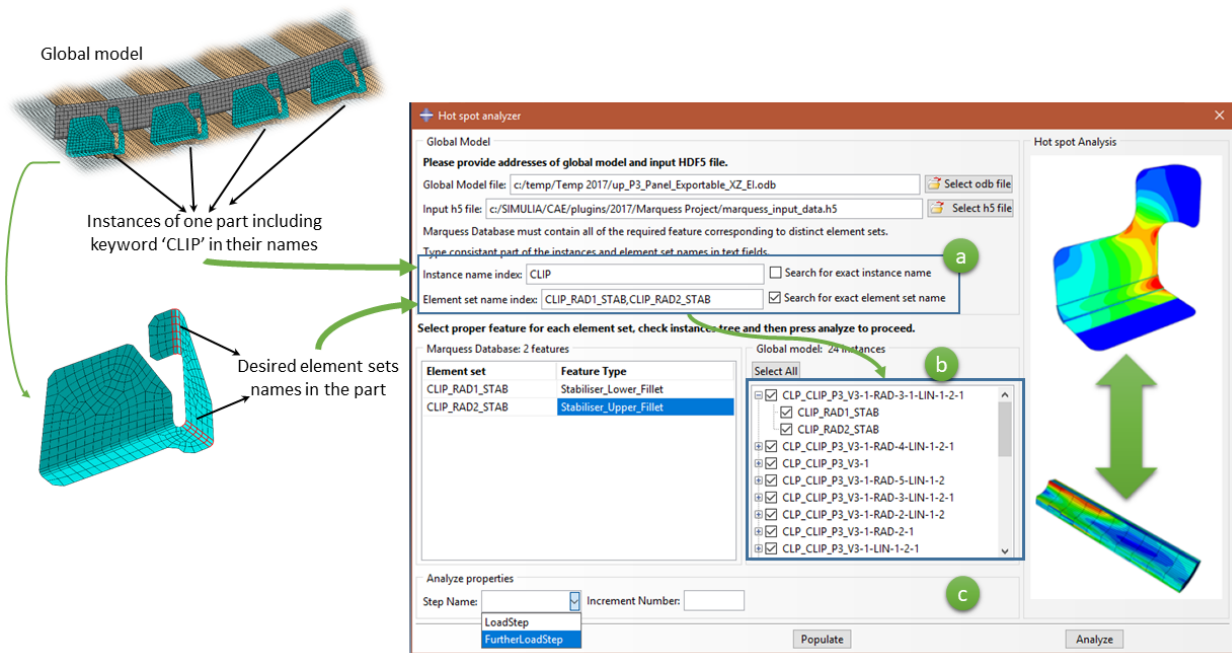 Global model
Instances of one part including
keyword 'CLIP' in their names
Desired element sets
names in the part
Hot spot analyzer
Global Model
Please provide addresses of global model and input HDF5 file.
Global Model file: c:/temp/Temp 2017/up_P3_Panel_Exportable_XZ_EI.odb Select odb file
Input h5 file: c:/SIMULIA/CAE/plugins/2017/Marquess Project/marquess_input_data.h5 Select h5 file
Marquess Database must contain all of the required feature corresponding to distinct element sets.
Type consistant part of the instances and element set names in text fields.
a
Instance name index: CLIP Search for exact instance name
Element set name index: CLIP_RAD1_STAB,CLIP_RAD2_STAB Search for exact element set name
Select proper feature for each element set, check instances tree and then press analyze to proceed.
Marquess Database: 2 features
Element set Feature Type
CLIP_RAD1_STAB Stabiliser_Lower_Fillet
CLIP_RAD2_STAB Stabiliser_Upper_Fillet
Global model: 24 instances
Select All
b
CLP_CLIP_P3_V3-1-RAD-3-1-LIN-1-2-1
CLIP_RAD1_STAB
CLIP_RAD2_STAB
CLP_CLIP_P3_V3-1-RAD-4-LIN-1-2-1
CLP_CLIP_P3_V3-1
CLP_CLIP_P3_V3-1-RAD-5-LIN-1-2
CLP_CLIP_P3_V3-1-RAD-3-LIN-1-2-1
CLP_CLIP_P3_V3-1-RAD-2-LIN-1-2
CLP_CLIP_P3_V3-1-RAD-2-1
CLP_CLIP_P3_V3-1-LIN-1-2-1
Analyze properties
Step Name: Increment Number:
LoadStep
FurtherLoadStep
c
Populate
Analyze
Hot spot Analysis